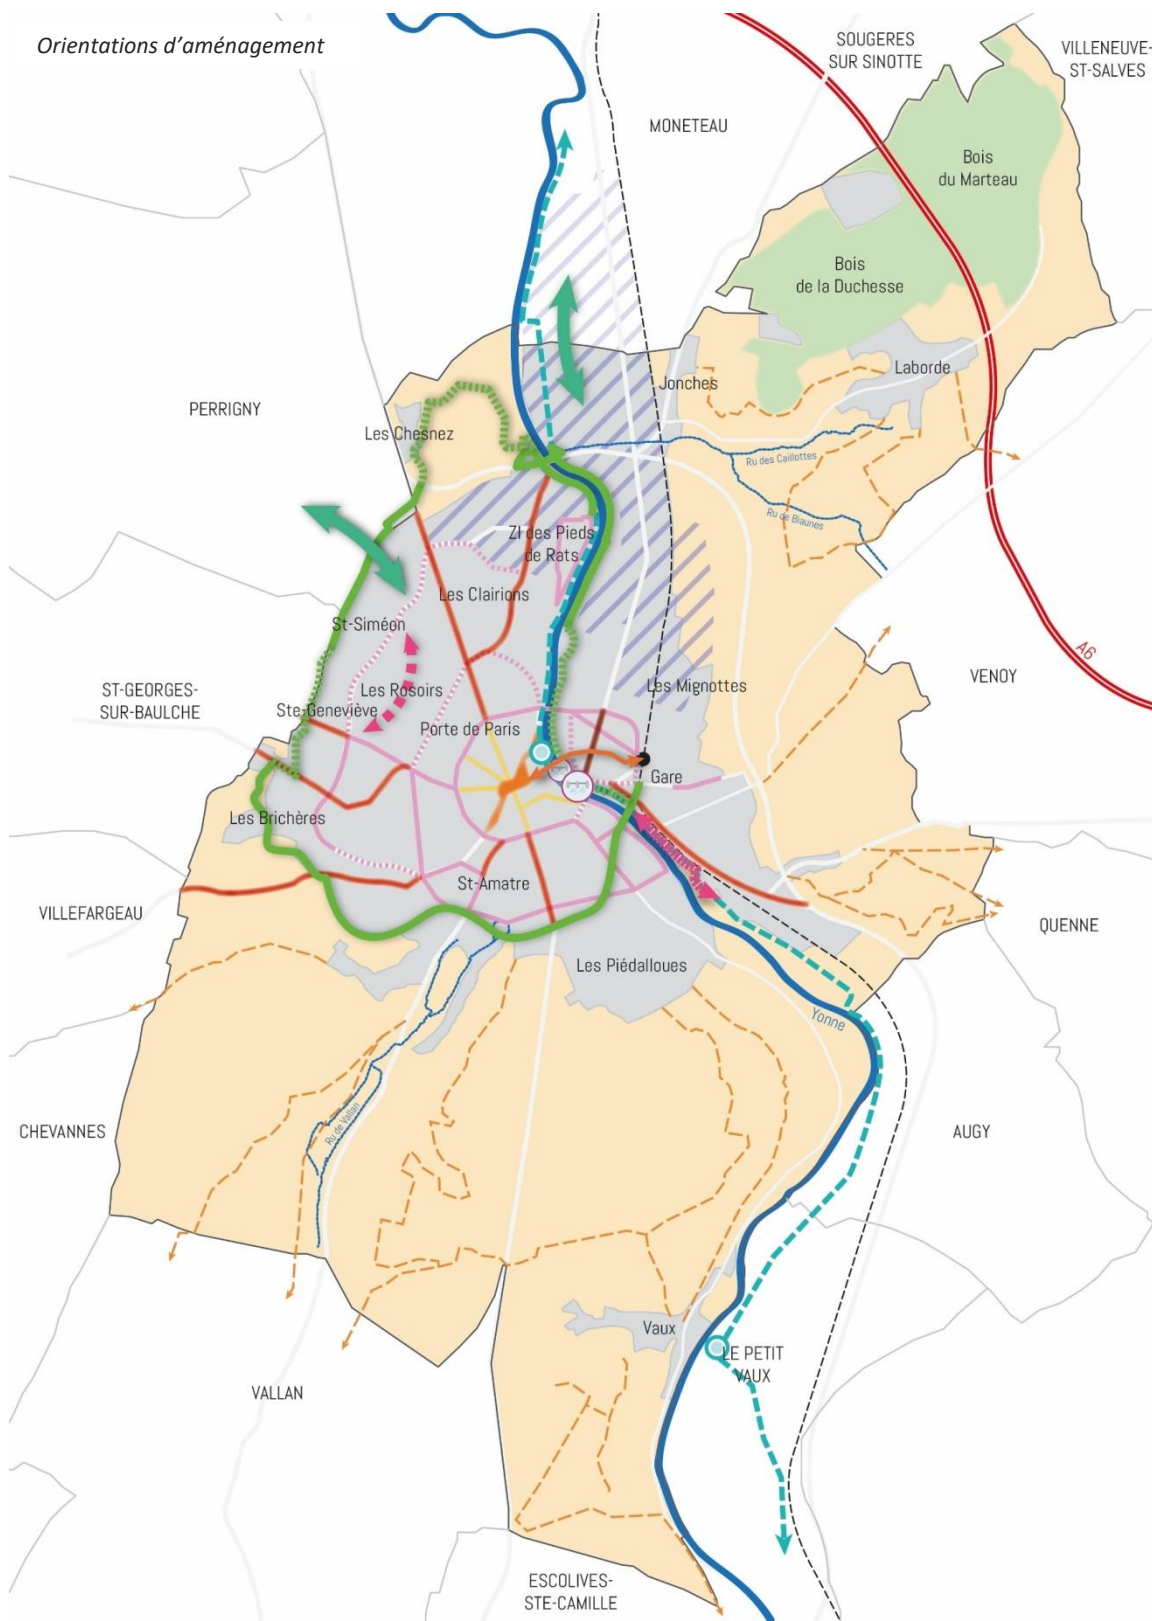 Orientations d'aménagement
SOUGERES
SUR SINOTTE
VILLENEUVE-
ST-SALVES
MONETEAU
Bois
du Marteau
Bois
de la Duchesse
Laborde
Jonches
PERRIGNY
Les Chesnez
Ru des Caillottes
Ru de Biaunes
ZI des Pieds
de Rats
Les Clairions
St-Siméon
A6
VENOY
ST-GEORGES-
SUR-BAULCHE
Les Rosoirs
Les Mignottes
Ste-Geneviève
Porte de Paris
Gare
Les Brichères
St-Amatre
VILLEFARGEAU
QUENNE
Les Piédalloues
Yonne
CHEVANNES
Ru de Vallan
AUGY
Vaux
LE PETIT
VAUX
VALLAN
ESCOLIVES-
STE-CAMILLE